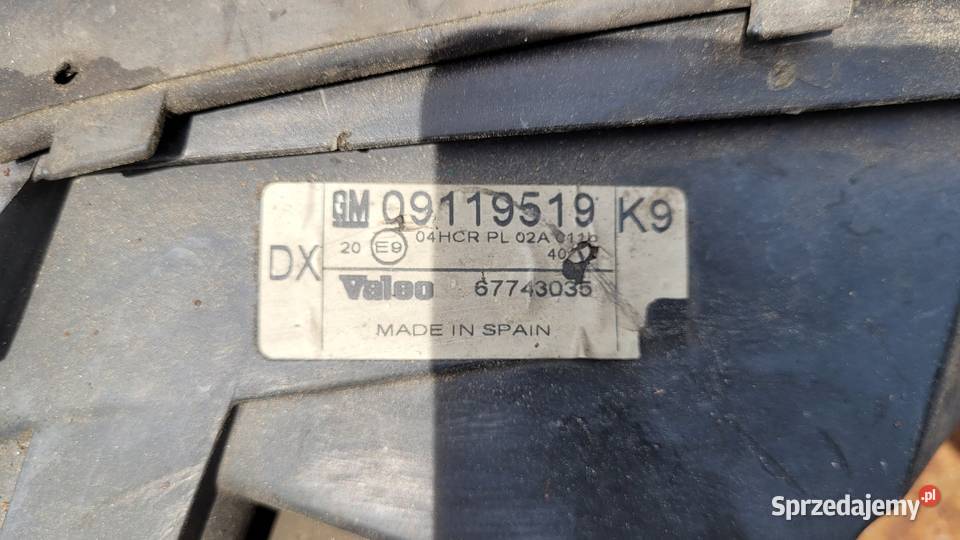 GM 09119519 K9
04HCR PL 02A
20 E9
DX
Valeo 67743035
MADE IN SPAIN
Sprzedajemy.pl